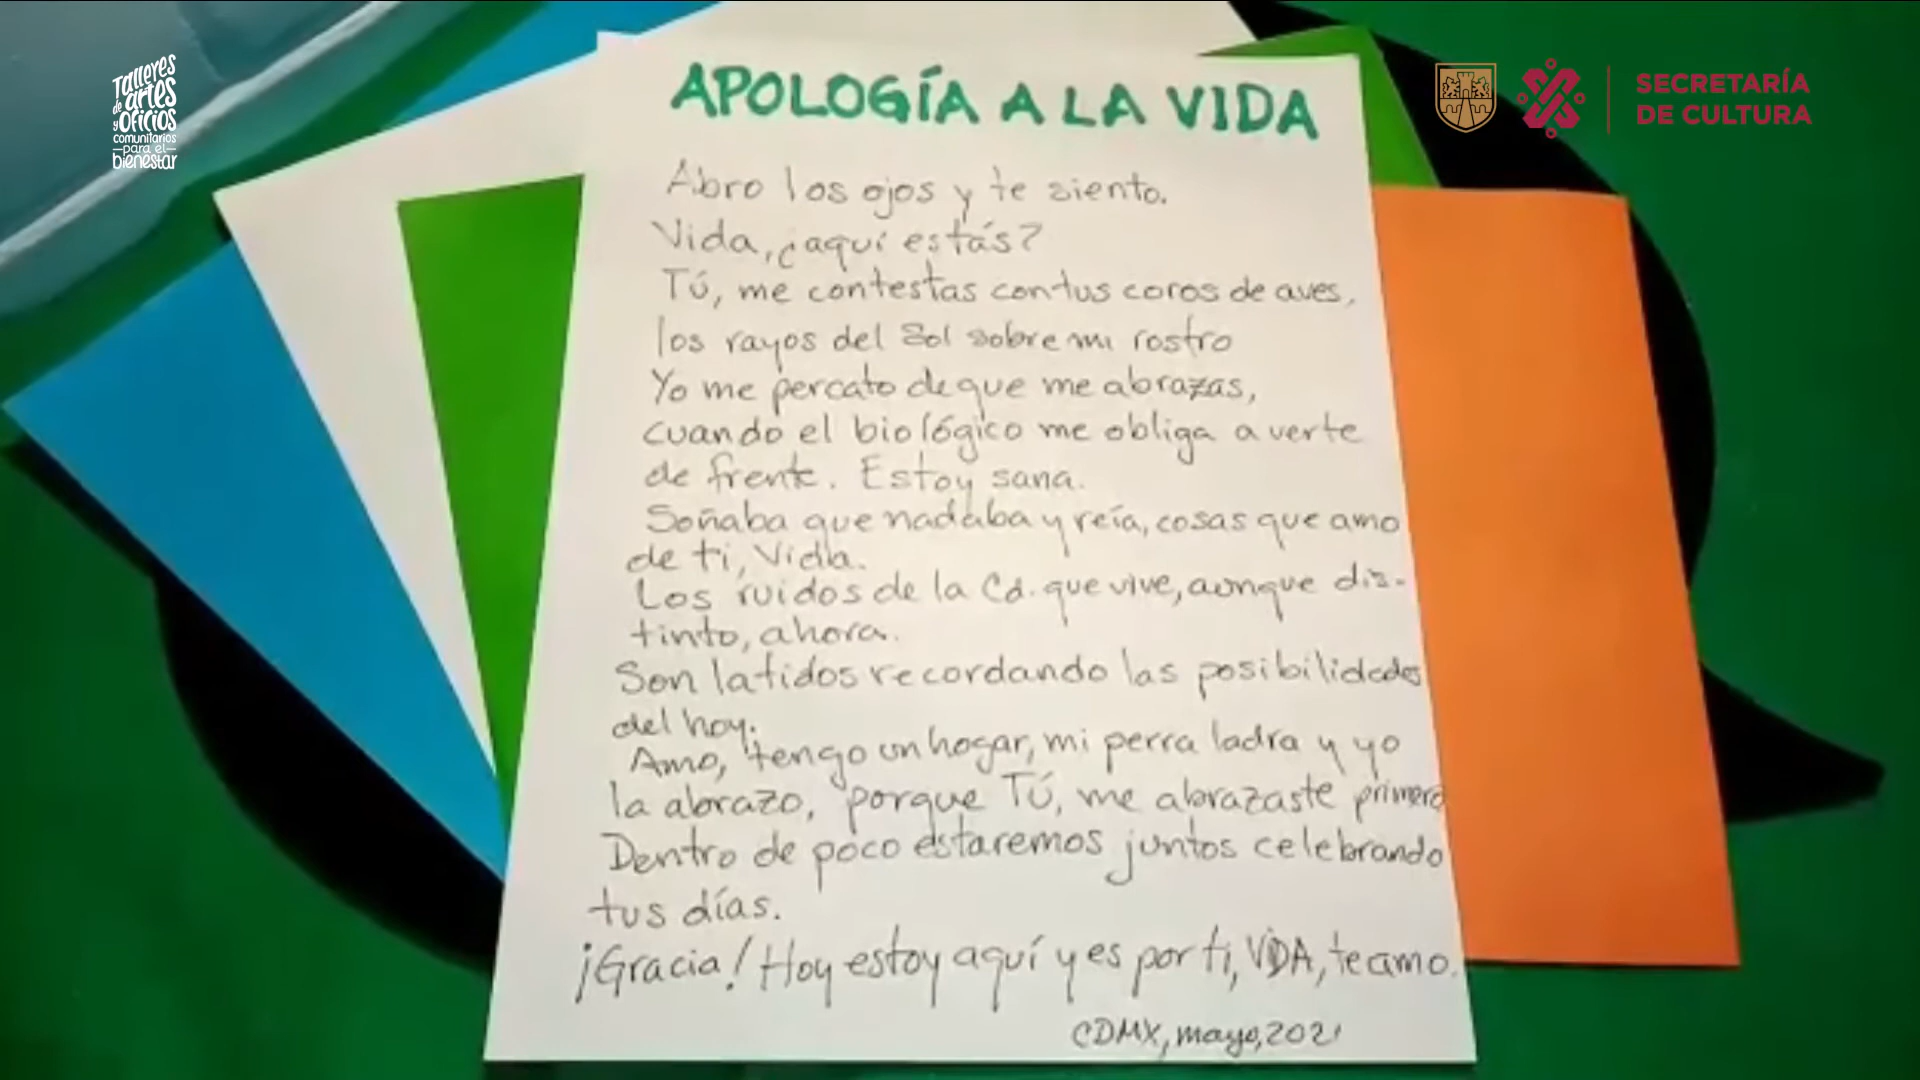 Talleres
de artes
y oficios
comunitarios
para el
bienestar
SECRETARÍA
DE CULTURA
APOLOGÍA A LA VIDA
Abro los ojos y te siento.
Vida, ¿aquí estás?
Tú, me contestas con tus coros de aves,
los rayos del Sol sobre mi rostro
Yo me percato de que me abrazas,
cuando el biológico me obliga a verte
de frente. Estoy sana.
Soñaba que nadaba y reía, cosas que amo
de ti, Vida.
Los ruidos de la Cd. que vive, aunque dis-
tinto, ahora.
Son latidos recordando las posibilidades
del hoy.
Amo, tengo un hogar, mi perra ladra y yo
la abrazo, porque Tú, me abrazaste primero
Dentro de poco estaremos juntos celebrando
tus días.
¡Gracia! Hoy estoy aquí y es por ti, VIDA, te amo.
CDMX, mayo, 2021